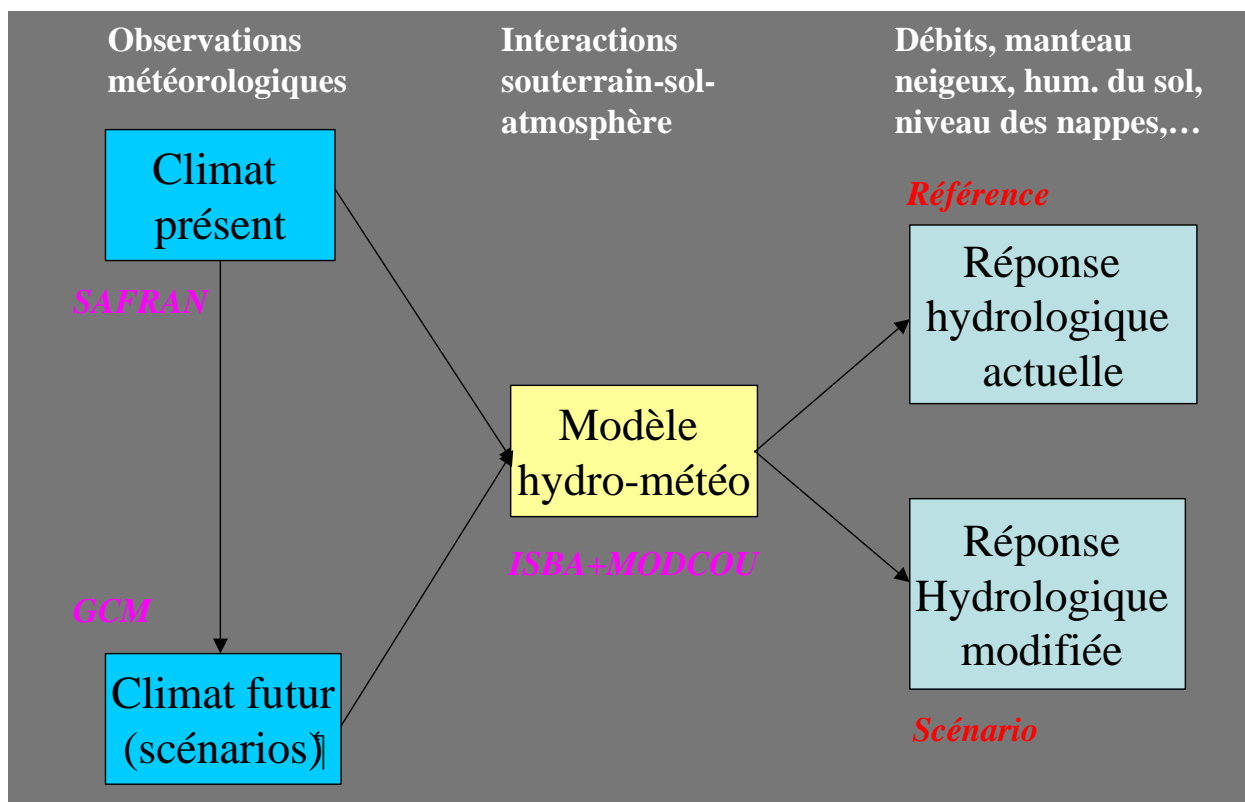 Observations
météorologiques
Interactions
souterrain-sol-
atmosphère
Débits, manteau
neigeux, hum. du sol,
niveau des nappes,…
Climat
présent
SAFRAN
GCM
Climat futur
(scénarios)¶
Modèle
hydro-météo
ISBA+MODCOU
Référence
Réponse
hydrologique
actuelle
Réponse
Hydrologique
modifiée
Scénario